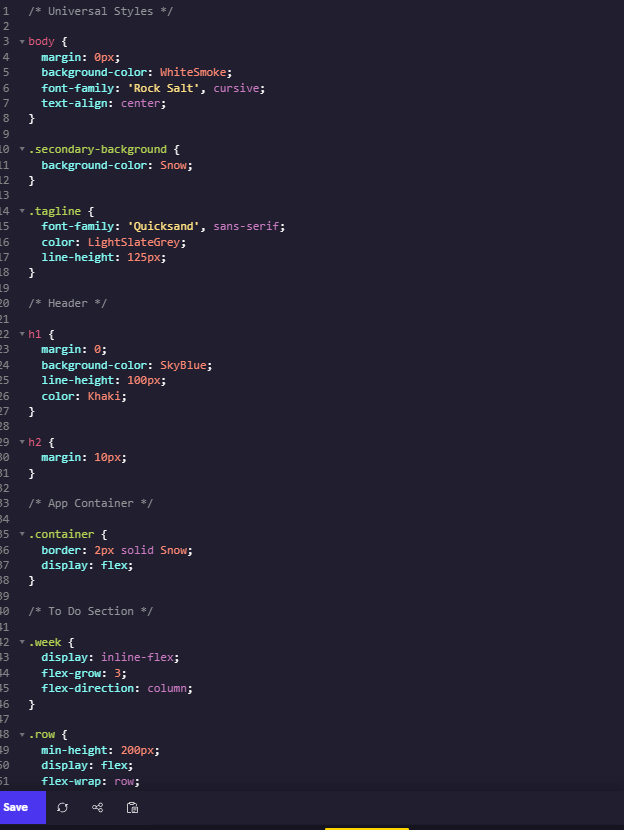 1 /* Universal Styles */
2
3 body {
4 margin: 0px;
5 background-color: WhiteSmoke;
6 font-family: 'Rock Salt', cursive;
7 text-align: center;
8 }
9
10 .secondary-background {
11 background-color: Snow;
12 }
13
14 .tagline {
15 font-family: 'Quicksand', sans-serif;
16 color: LightSlateGrey;
17 line-height: 125px;
18 }
19
20 /* Header */
21
22 h1 {
23 margin: 0;
24 background-color: SkyBlue;
25 line-height: 100px;
26 color: Khaki;
27 }
28
29 h2 {
30 margin: 10px;
31 }
32
33 /* App Container */
34
35 .container {
36 border: 2px solid Snow;
37 display: flex;
38 }
39
40 /* To Do Section */
41
42 .week {
43 display: inline-flex;
44 flex-grow: 3;
45 flex-direction: column;
46 }
47
48 .row {
49 min-height: 200px;
50 display: flex;
51 flex-wrap: row;
Save